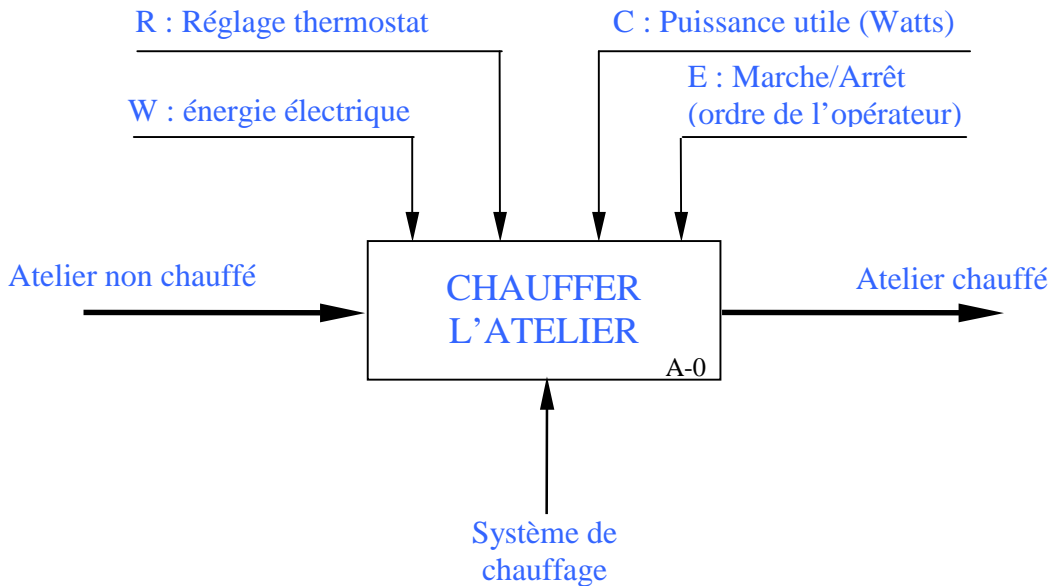 R : Réglage thermostat
C : Puissance utile (Watts)
W : énergie électrique
E : Marche/Arrêt
(ordre de l’opérateur)
Atelier non chauffé
CHAUFFER
L’ATELIER
A-0
Atelier chauffé
Système de
chauffage